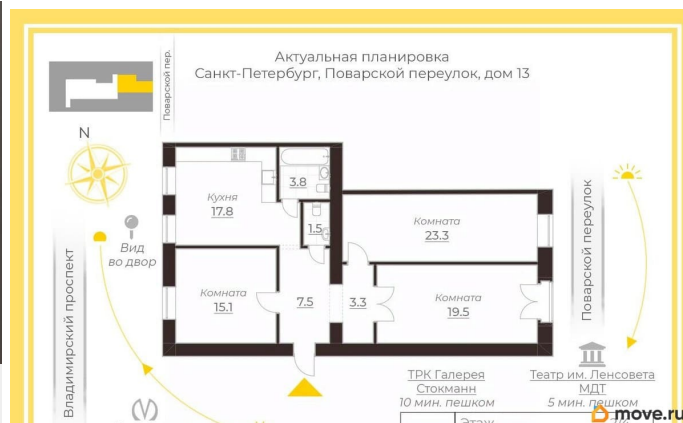 Актуальная планировка
Санкт-Петербург, Поварской переулок, дом 13
Поварской пер.
N
Кухня
17.8
3.8
1.5
Комната
23.3
Вид
во двор
Комната
15.1
7.5
3.3
Комната
19.5
Владимирский проспект
Поварской переулок
ТРК Галерея
Стокманн
10 мин. пешком
Театр им. Ленсовета
МДТ
5 мин. пешком
Этаж
move.ru